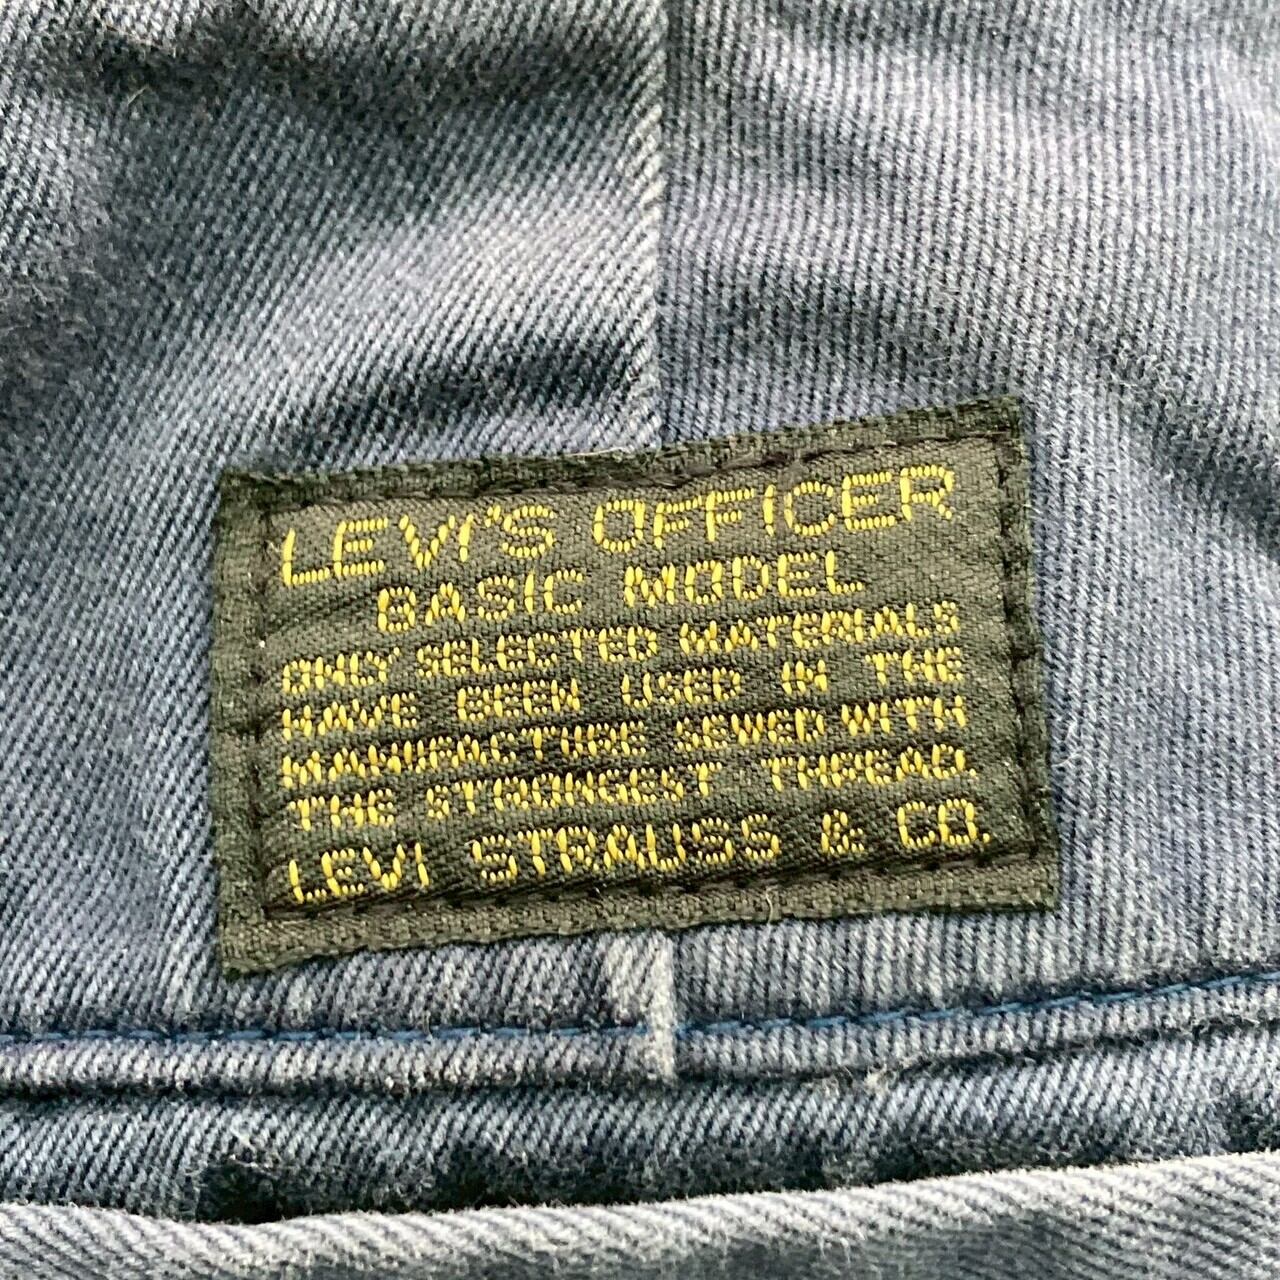 LEVI'S OFFICER
BASIC MODEL
ONLY SELECTED MATERIALS
HAVE BEEN USED IN THE
MANUFACTURE SEWED WITH
THE STRONGEST THREAD.
LEVI STRAUSS & CO.